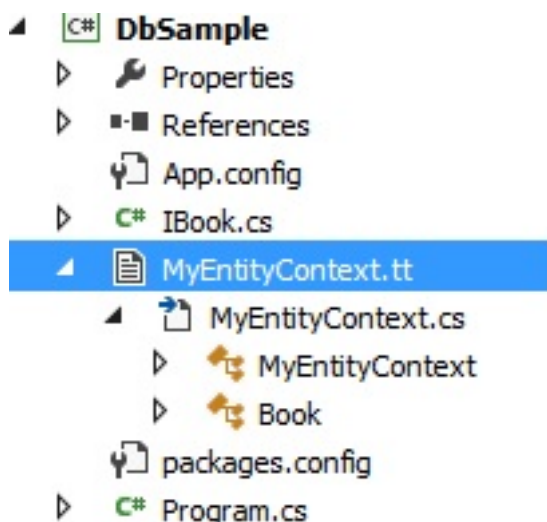 C# DbSample
Properties
References
App.config
C# IBook.cs
MyEntityContext.tt
MyEntityContext.cs
MyEntityContext
Book
packages.config
C# Program.cs